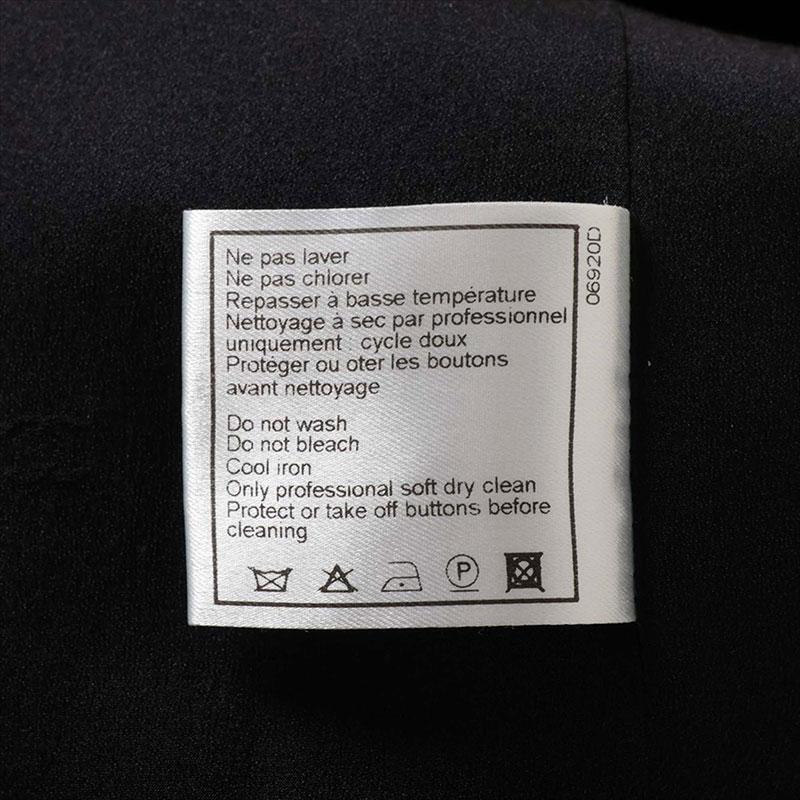 Ne pas laver
Ne pas chlorer
Repasser à basse température
Nettoyage à sec par professionnel
uniquement : cycle doux
Protéger ou oter les boutons
avant nettoyage
Do not wash
Do not bleach
Cool iron
Only professional soft dry clean
Protect or take off buttons before
cleaning
P
06920D